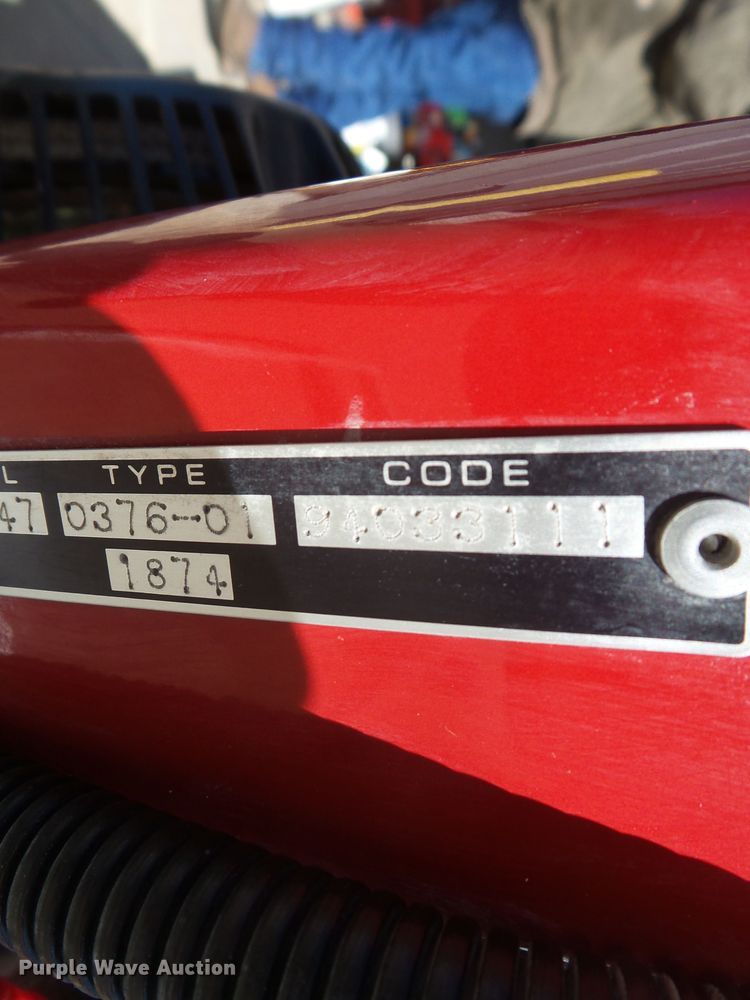 L TYPE CODE
47 0376-01 94033111
1874
Purple Wave Auction